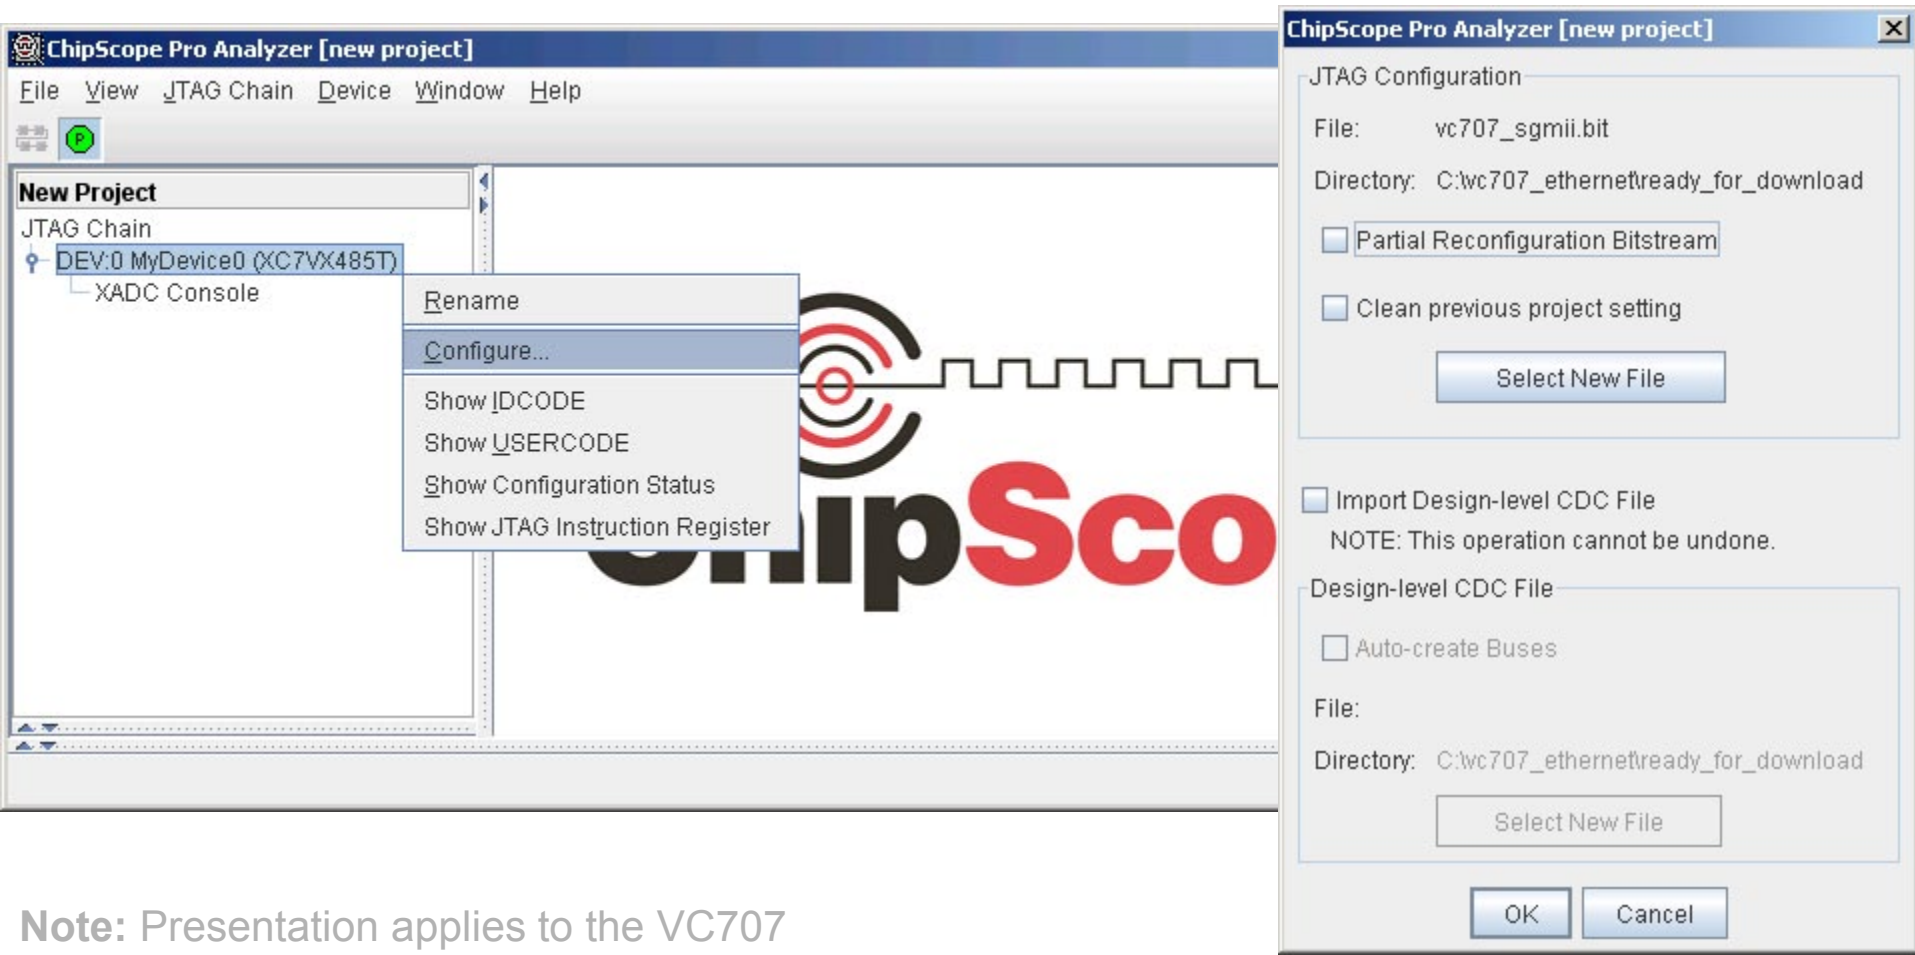 ChipScope Pro Analyzer [new project]
File View JTAG Chain Device Window Help
P
New Project
JTAG Chain
DEV:0 MyDevice0 (XC7VX485T)
XADC Console
Rename
Configure...
Show IDCODE
Show USERCODE
Show Configuration Status
Show JTAG Instruction Register
hipSco
Note: Presentation applies to the VC707
ChipScope Pro Analyzer [new project]
JTAG Configuration
File: vc707_sgmii.bit
Directory: C:\vc707_ethernet\ready_for_download
Partial Reconfiguration Bitstream
Clean previous project setting
Select New File
Import Design-level CDC File
NOTE: This operation cannot be undone.
Design-level CDC File
Auto-create Buses
File:
Directory: C:\vc707_ethernet\ready_for_download
Select New File
OK Cancel